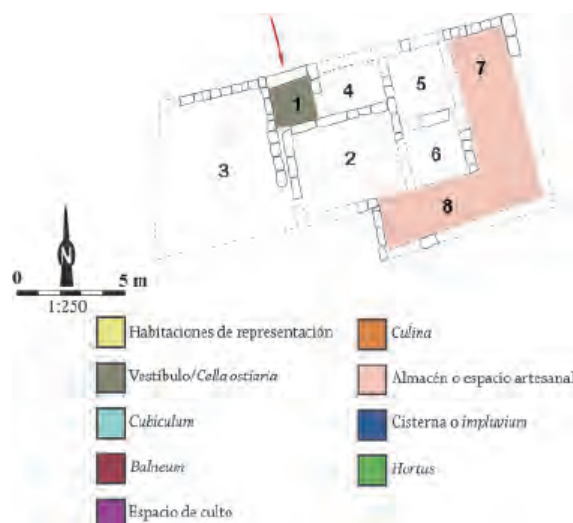 7
5
4
1
3
2
6
8
N
0 5 m
1:250
Habitaciones de representación
Culina
Vestíbulo/Cella ostiaria
Almacén o espacio artesanal
Cubiculum
Cisterna o impluvium
Balneum
Hortus
Espacio de culto